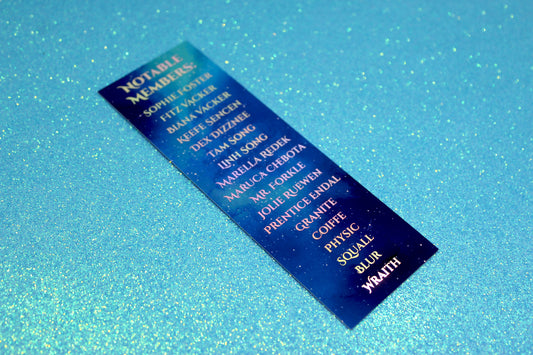 Notable
Members:
Sophie Foster
Fitz Vacker
Biana Vacker
Keefe Sencen
Dex Dizznee
Tam Song
Linh Song
Marella Redek
Maruca Chebota
Mr. Forkle
Jolie Ruewen
Prentice Endal
Granite
Coiffe
Physic
Squall
Blur
Wraith